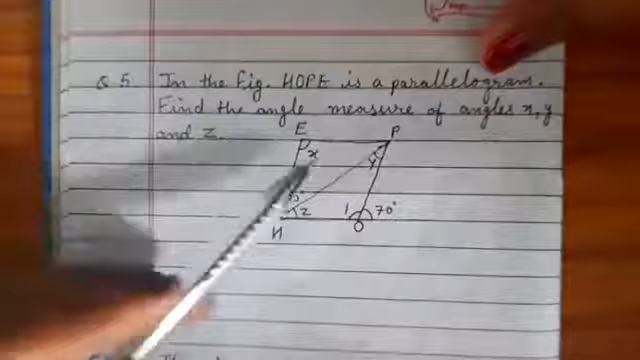 Q 5. In the fig. HOPE is a parallelogram.
Find the angle measure of angles x, y
and z.
E P
x y
z 1 70°
H O